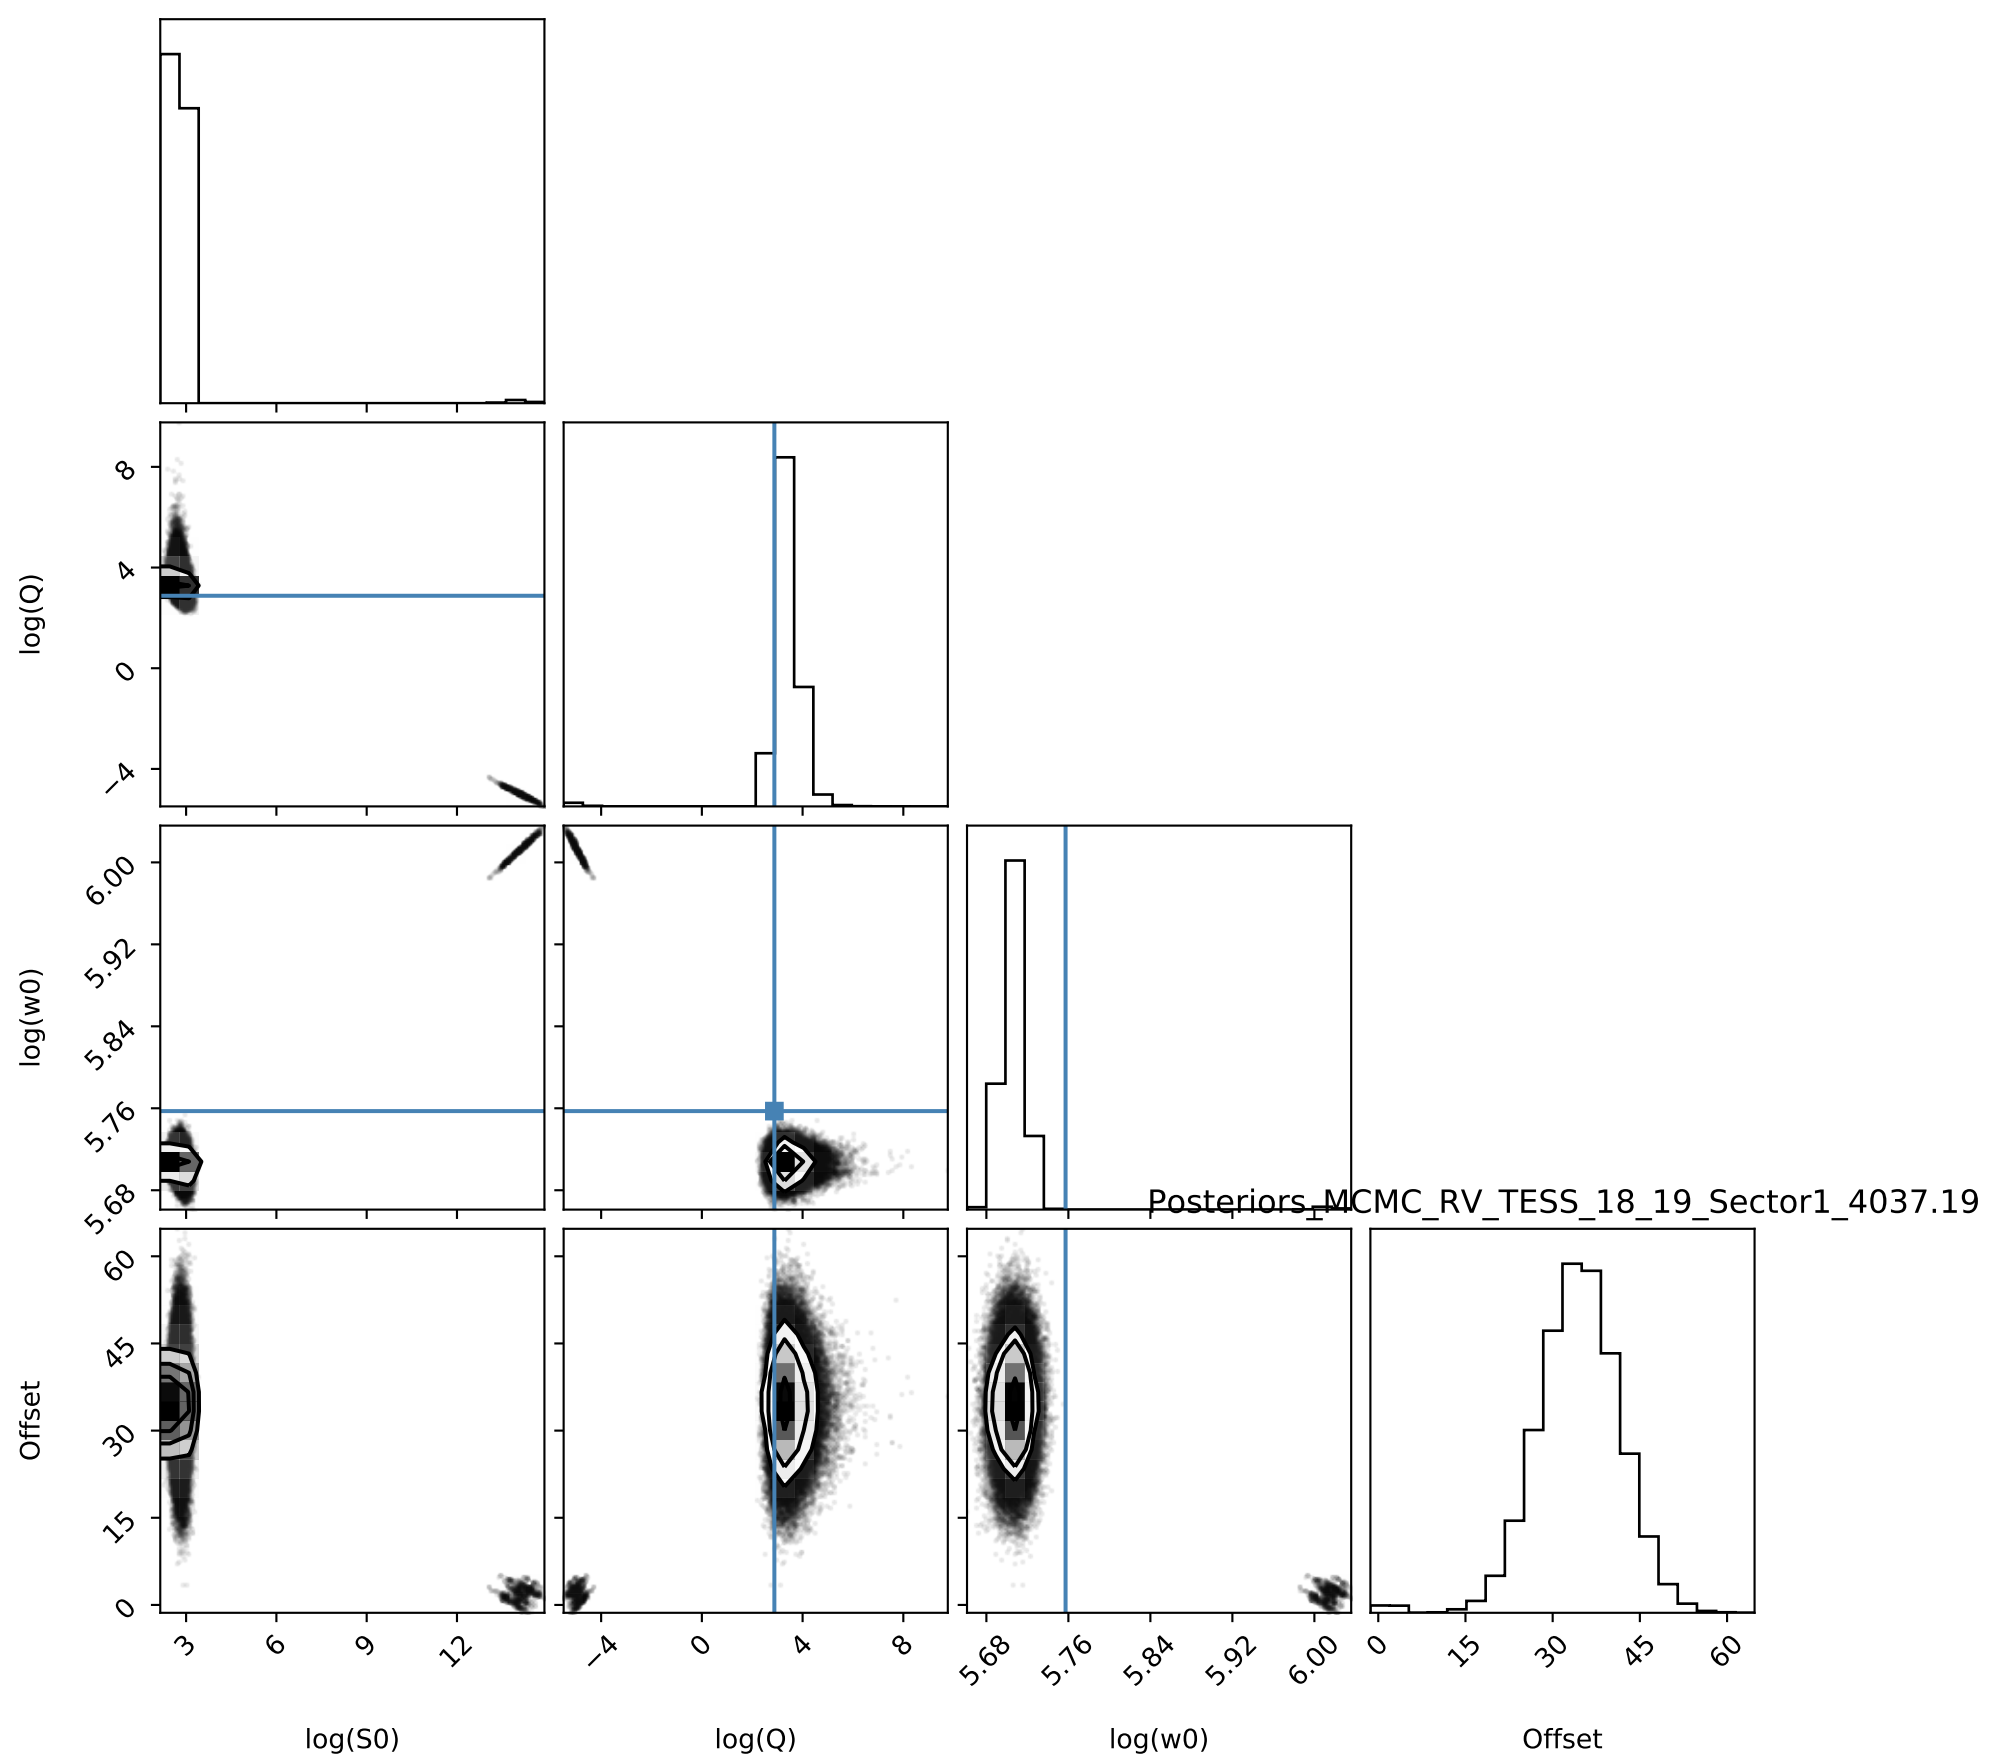 8
4
0
−4
log(Q)
6.00
5.92
5.84
5.76
5.68
log(w0)
Posteriors_MCMC_RV_TESS_18_19_Sector1_4037.19
60
45
30
15
0
Offset
3 6 9 12
−4 0 4 8
5.68 5.76 5.84 5.92 6.00
0 15 30 45 60
log(S0)
log(Q)
log(w0)
Offset